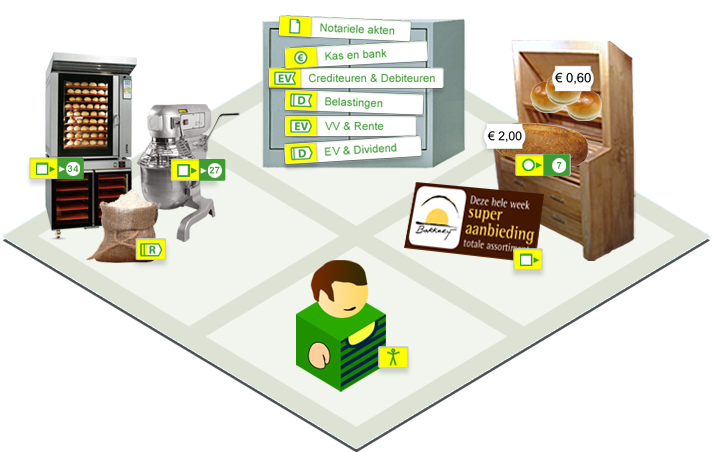 Notariele akten
€ Kas en bank
EV Crediteuren & Debiteuren
D Belastingen
EV VV & Rente
D EV & Dividend
€ 0,60
€ 2,00
34
27
7
R
Deze hele week
super
aanbieding
totale assortiment
Bakkerij